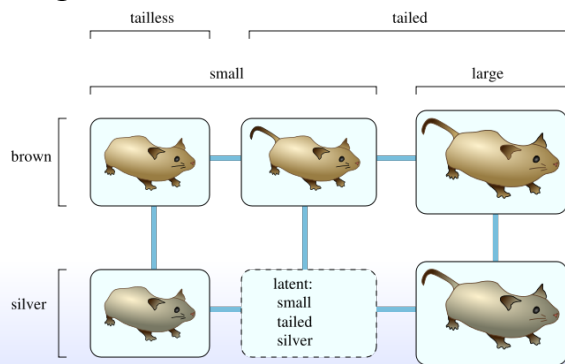 tailless tailed
small large
brown
silver
latent:
small
tailed
silver